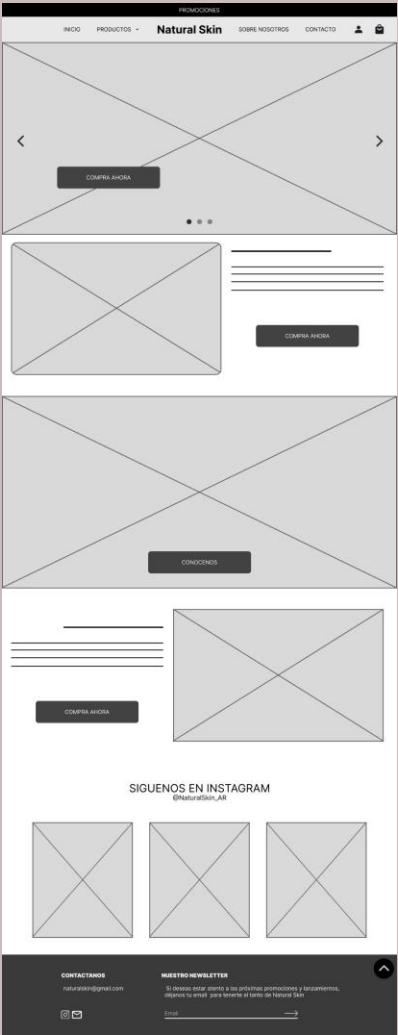 PROMOCIONES
INICIO PRODUCTOS Natural Skin SOBRE NOSOTROS CONTACTO
COMPRA AHORA
COMPRA AHORA
CONOCENOS
COMPRA AHORA
SIGUENOS EN INSTAGRAM
@NaturalSkin_AR
CONTACTANOS
naturalskin@gmail.com
NUESTRO NEWSLETTER
Si deseas estar atento a las próximas promociones y lanzamientos,
déjanos tu email para tenerte al tanto de Natural Skin
Email